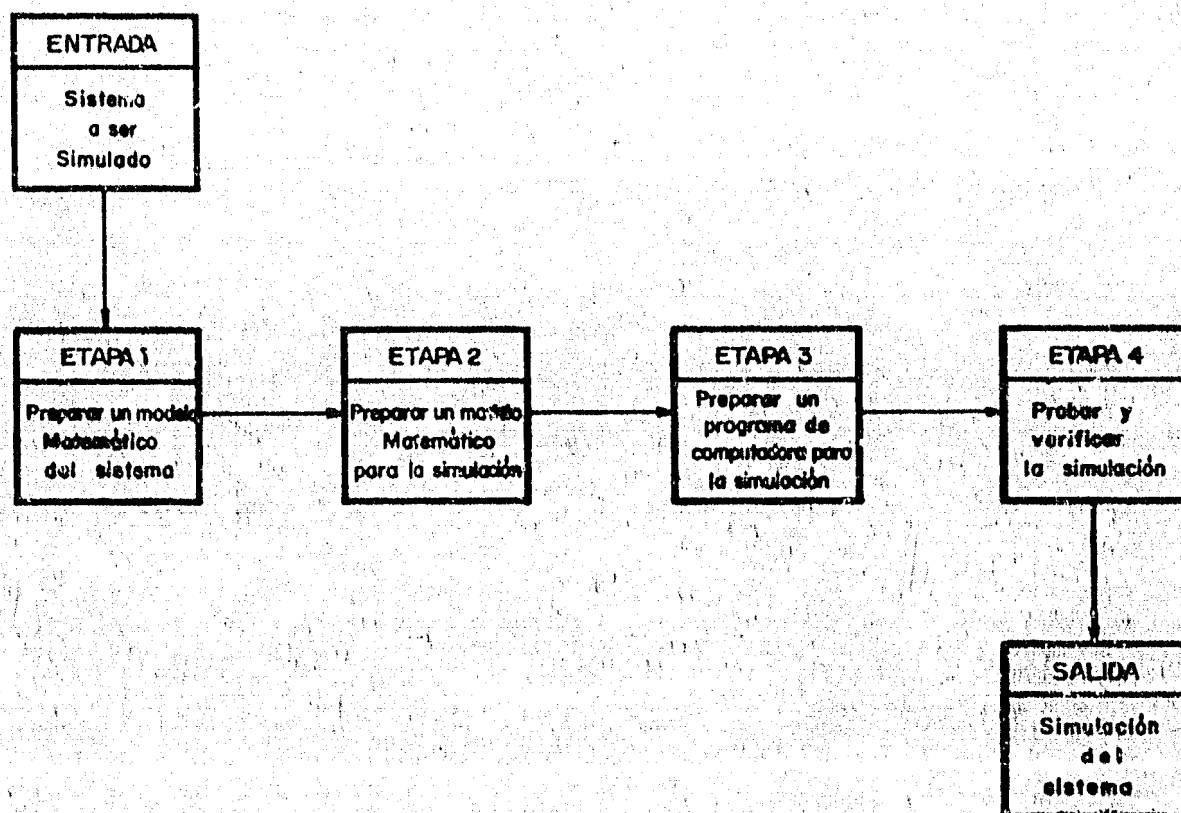 ENTRADA
Sistema
a ser
Simulado
ETAPA 1
Preparar un modelo
Matemático
del sistema
ETAPA 2
Preparar un modelo
Matemático
para la simulación
ETAPA 3
Preparar un
programa de
computadora para
la simulación
ETAPA 4
Probar y
verificar
la simulación
SALIDA
Simulación
del
sistema